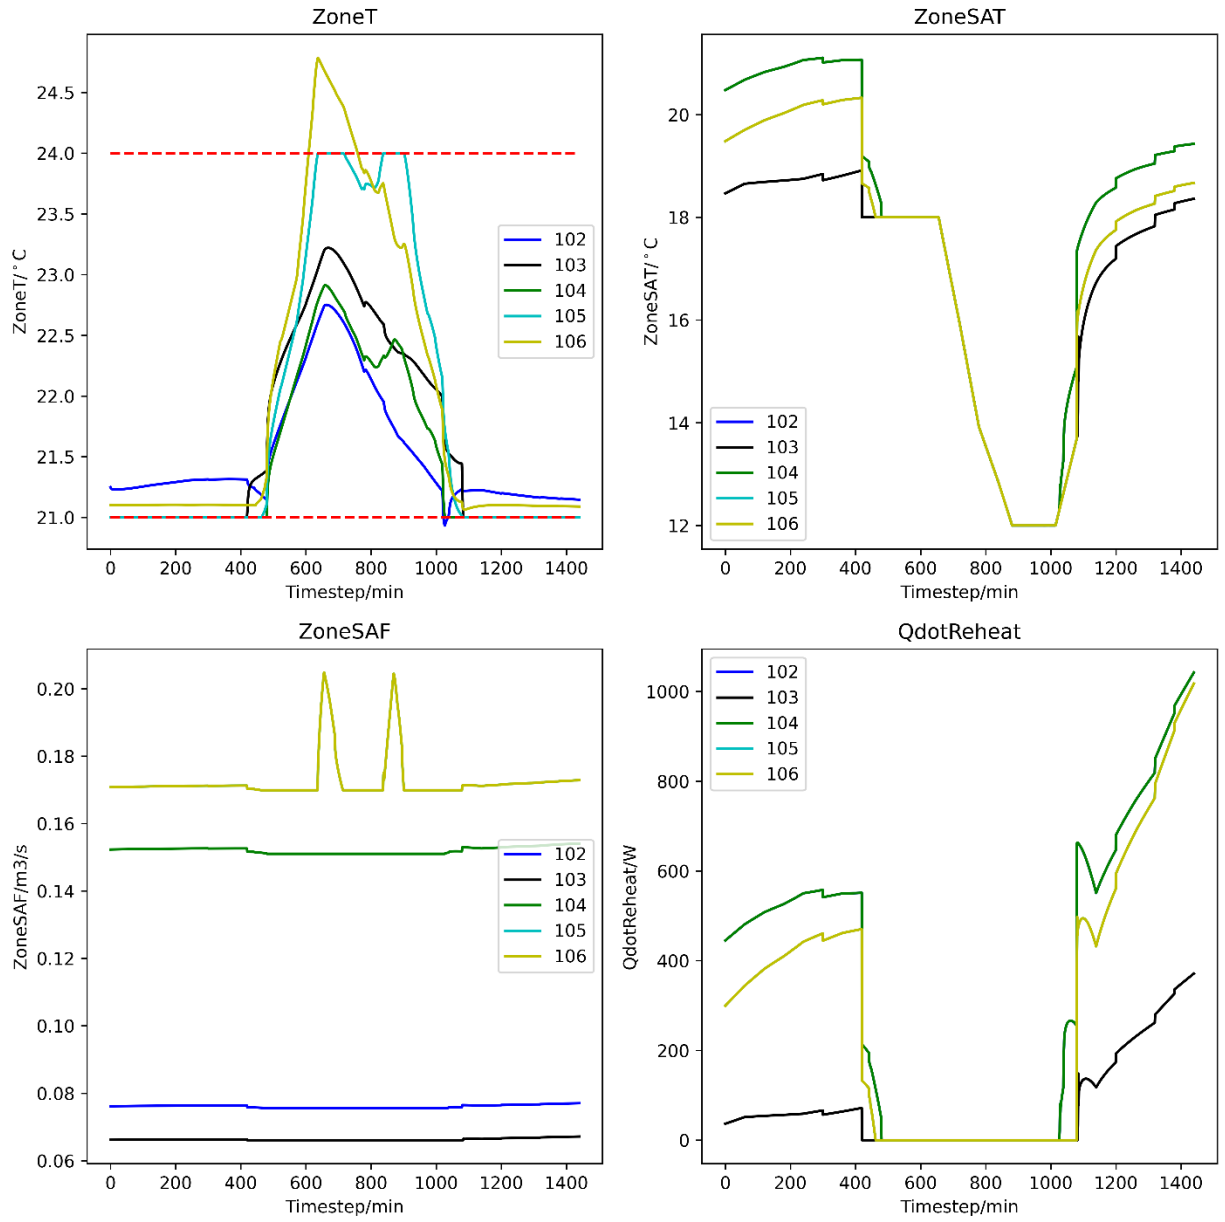 ZoneT
ZoneT/°C
24.5
24.0
23.5
23.0
22.5
22.0
21.5
21.0
102
103
104
105
106
0 200 400 600 800 1000 1200 1400
Timestep/min
ZoneSAT
ZoneSAT/°C
20
18
16
14
12
102
103
104
105
106
0 200 400 600 800 1000 1200 1400
Timestep/min
ZoneSAF
ZoneSAF/m3/s
0.20
0.18
0.16
0.14
0.12
0.10
0.08
0.06
102
103
104
105
106
0 200 400 600 800 1000 1200 1400
Timestep/min
QdotReheat
QdotReheat/W
1000
800
600
400
200
0
102
103
104
105
106
0 200 400 600 800 1000 1200 1400
Timestep/min